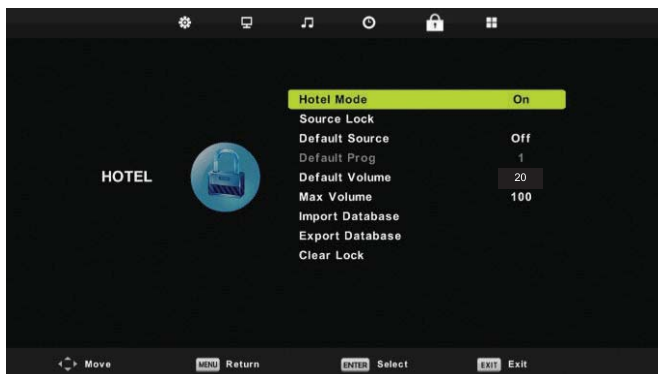 Hotel Mode On
Source Lock
Default Source Off
Default Prog 1
HOTEL
Default Volume 20
Max Volume 100
Import Database
Export Database
Clear Lock
Move MENU Return ENTER Select EXIT Exit